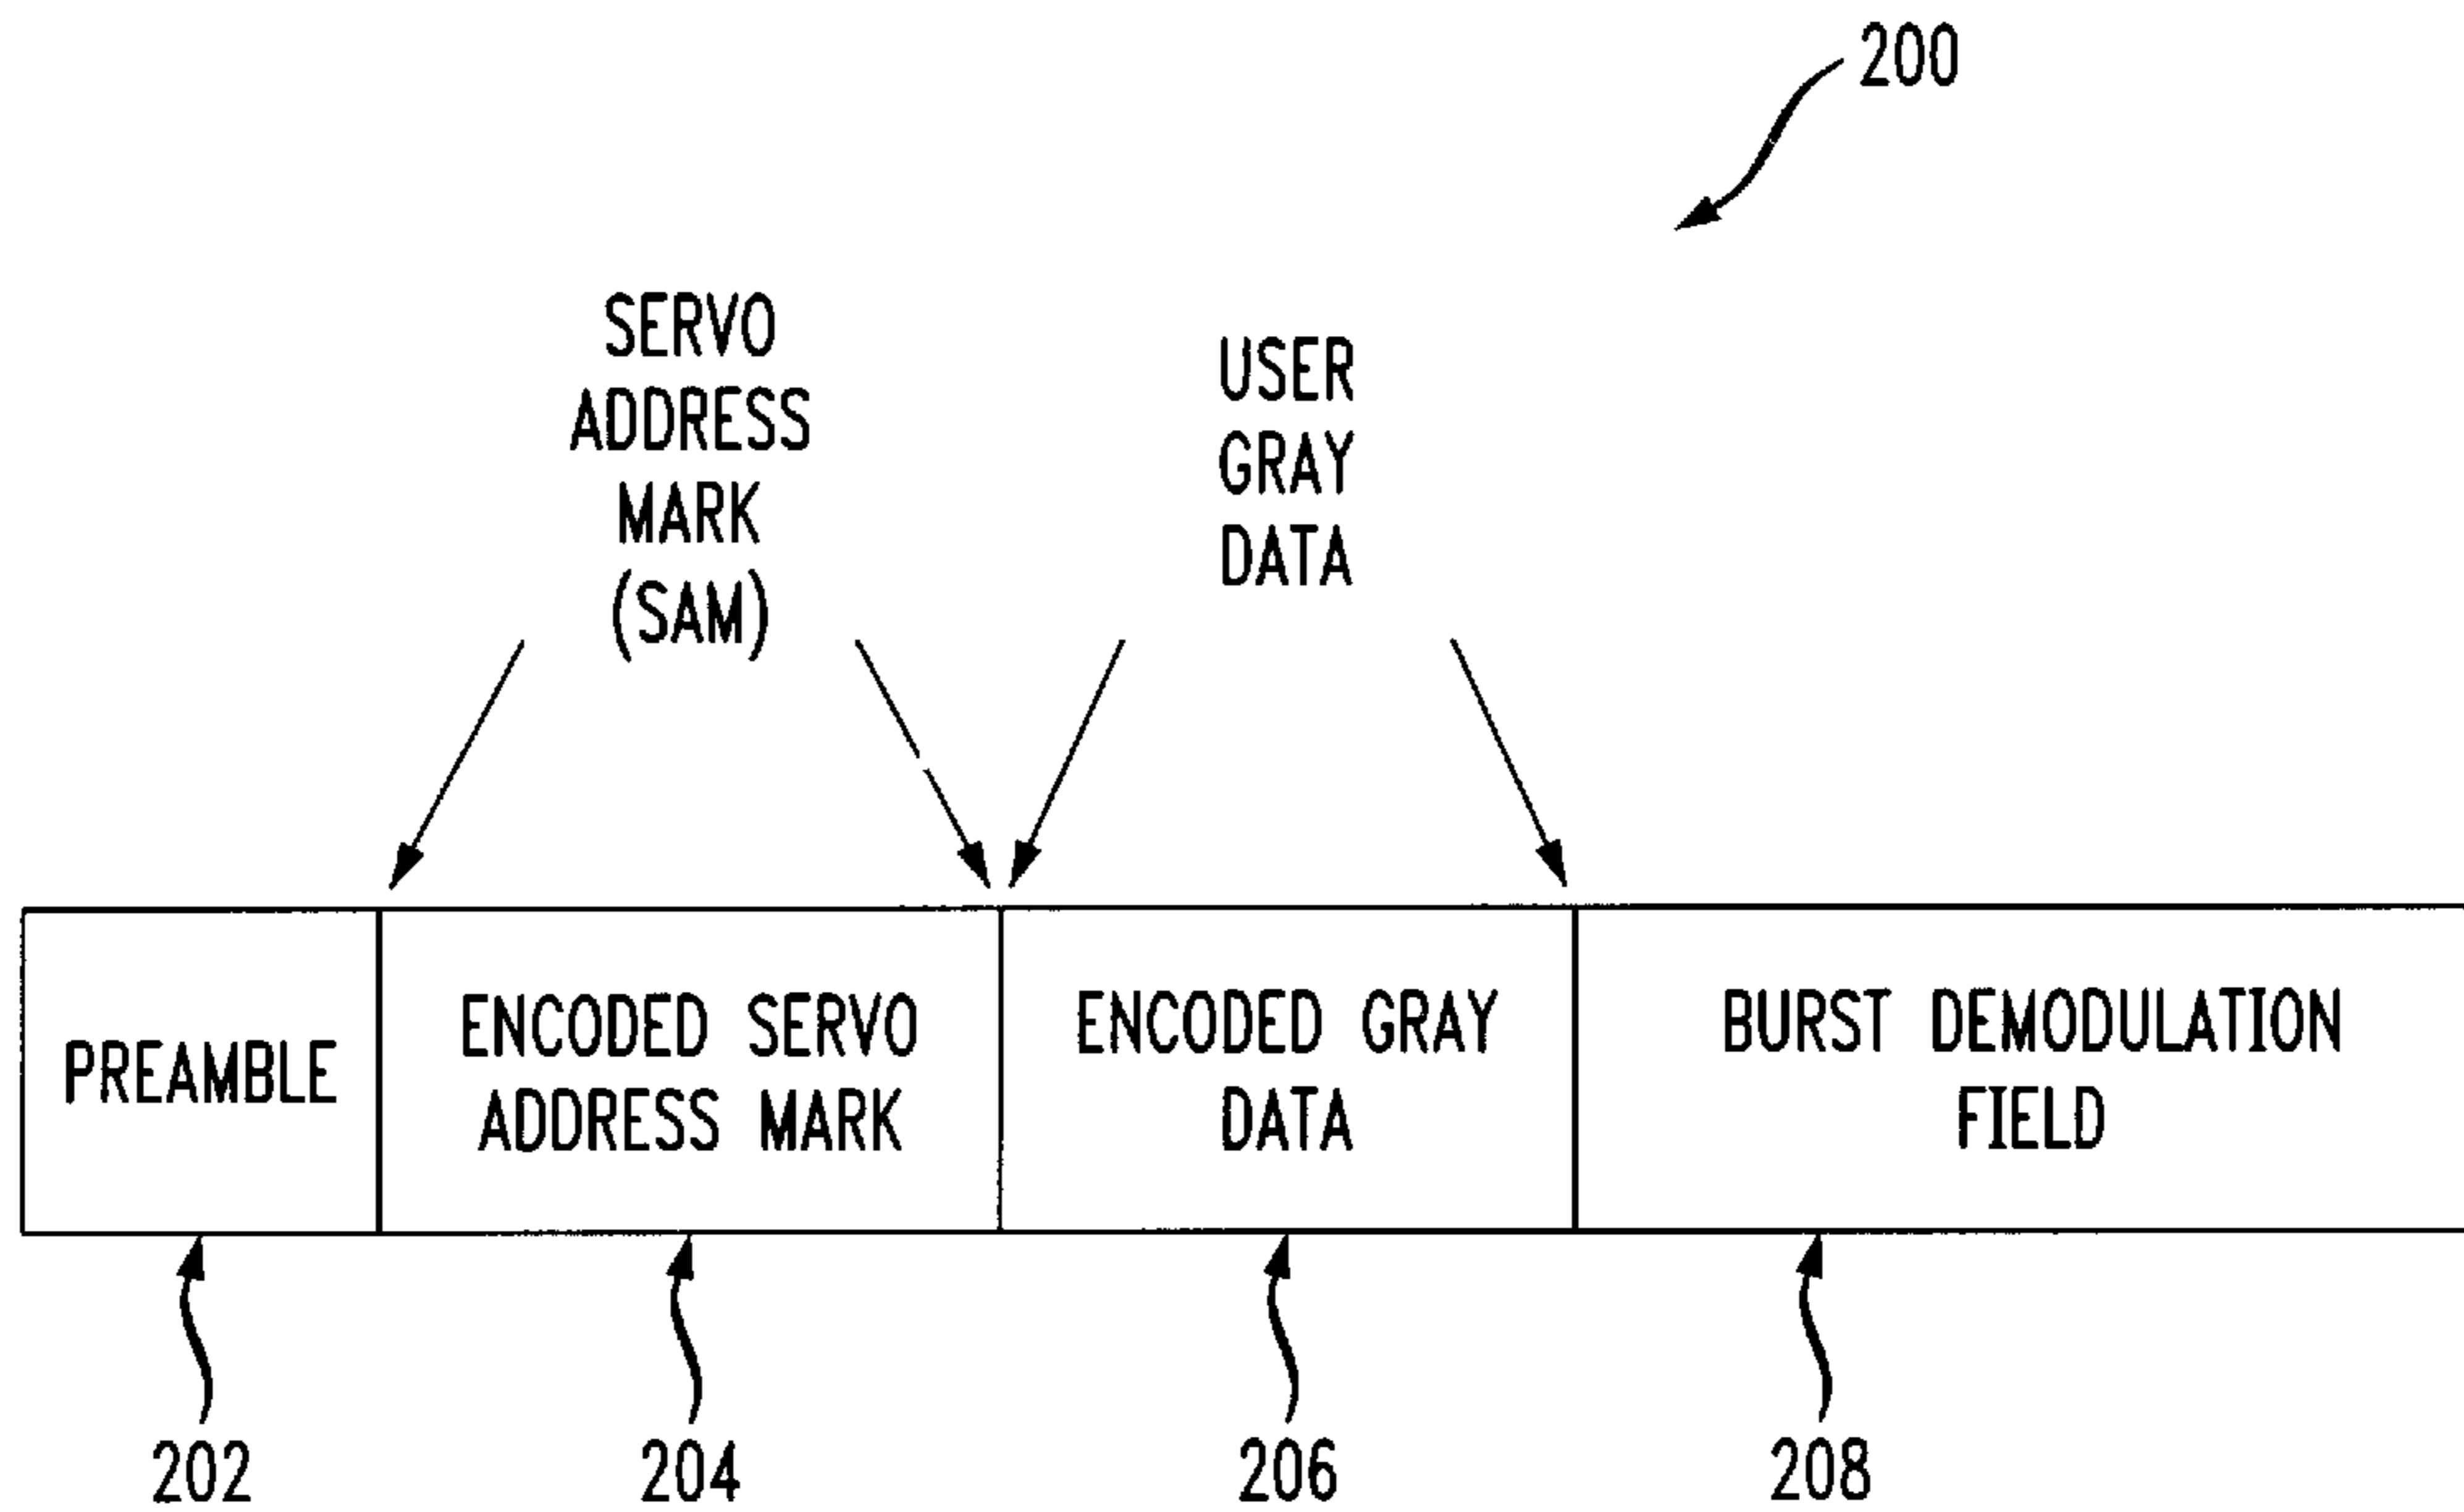 200
SERVO
ADDRESS
MARK
(SAM)
USER
GRAY
DATA
PREAMBLE
ENCODED SERVO
ADDRESS MARK
ENCODED GRAY
DATA
BURST DEMODULATION
FIELD
202
204
206
208